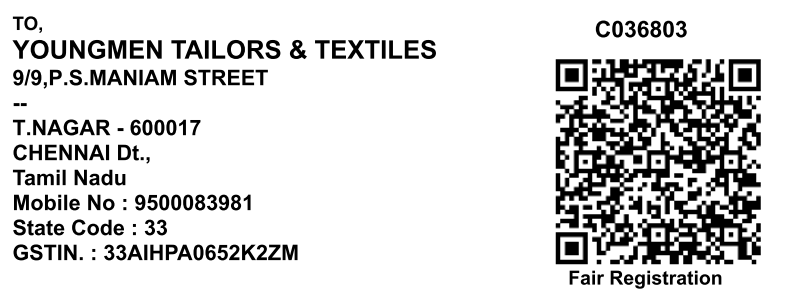 TO,
YOUNGMEN TAILORS & TEXTILES
9/9,P.S.MANIAM STREET
--
T.NAGAR - 600017
CHENNAI Dt.,
Tamil Nadu
Mobile No : 9500083981
State Code : 33
GSTIN. : 33AIHPA0652K2ZM
C036803
Fair Registration